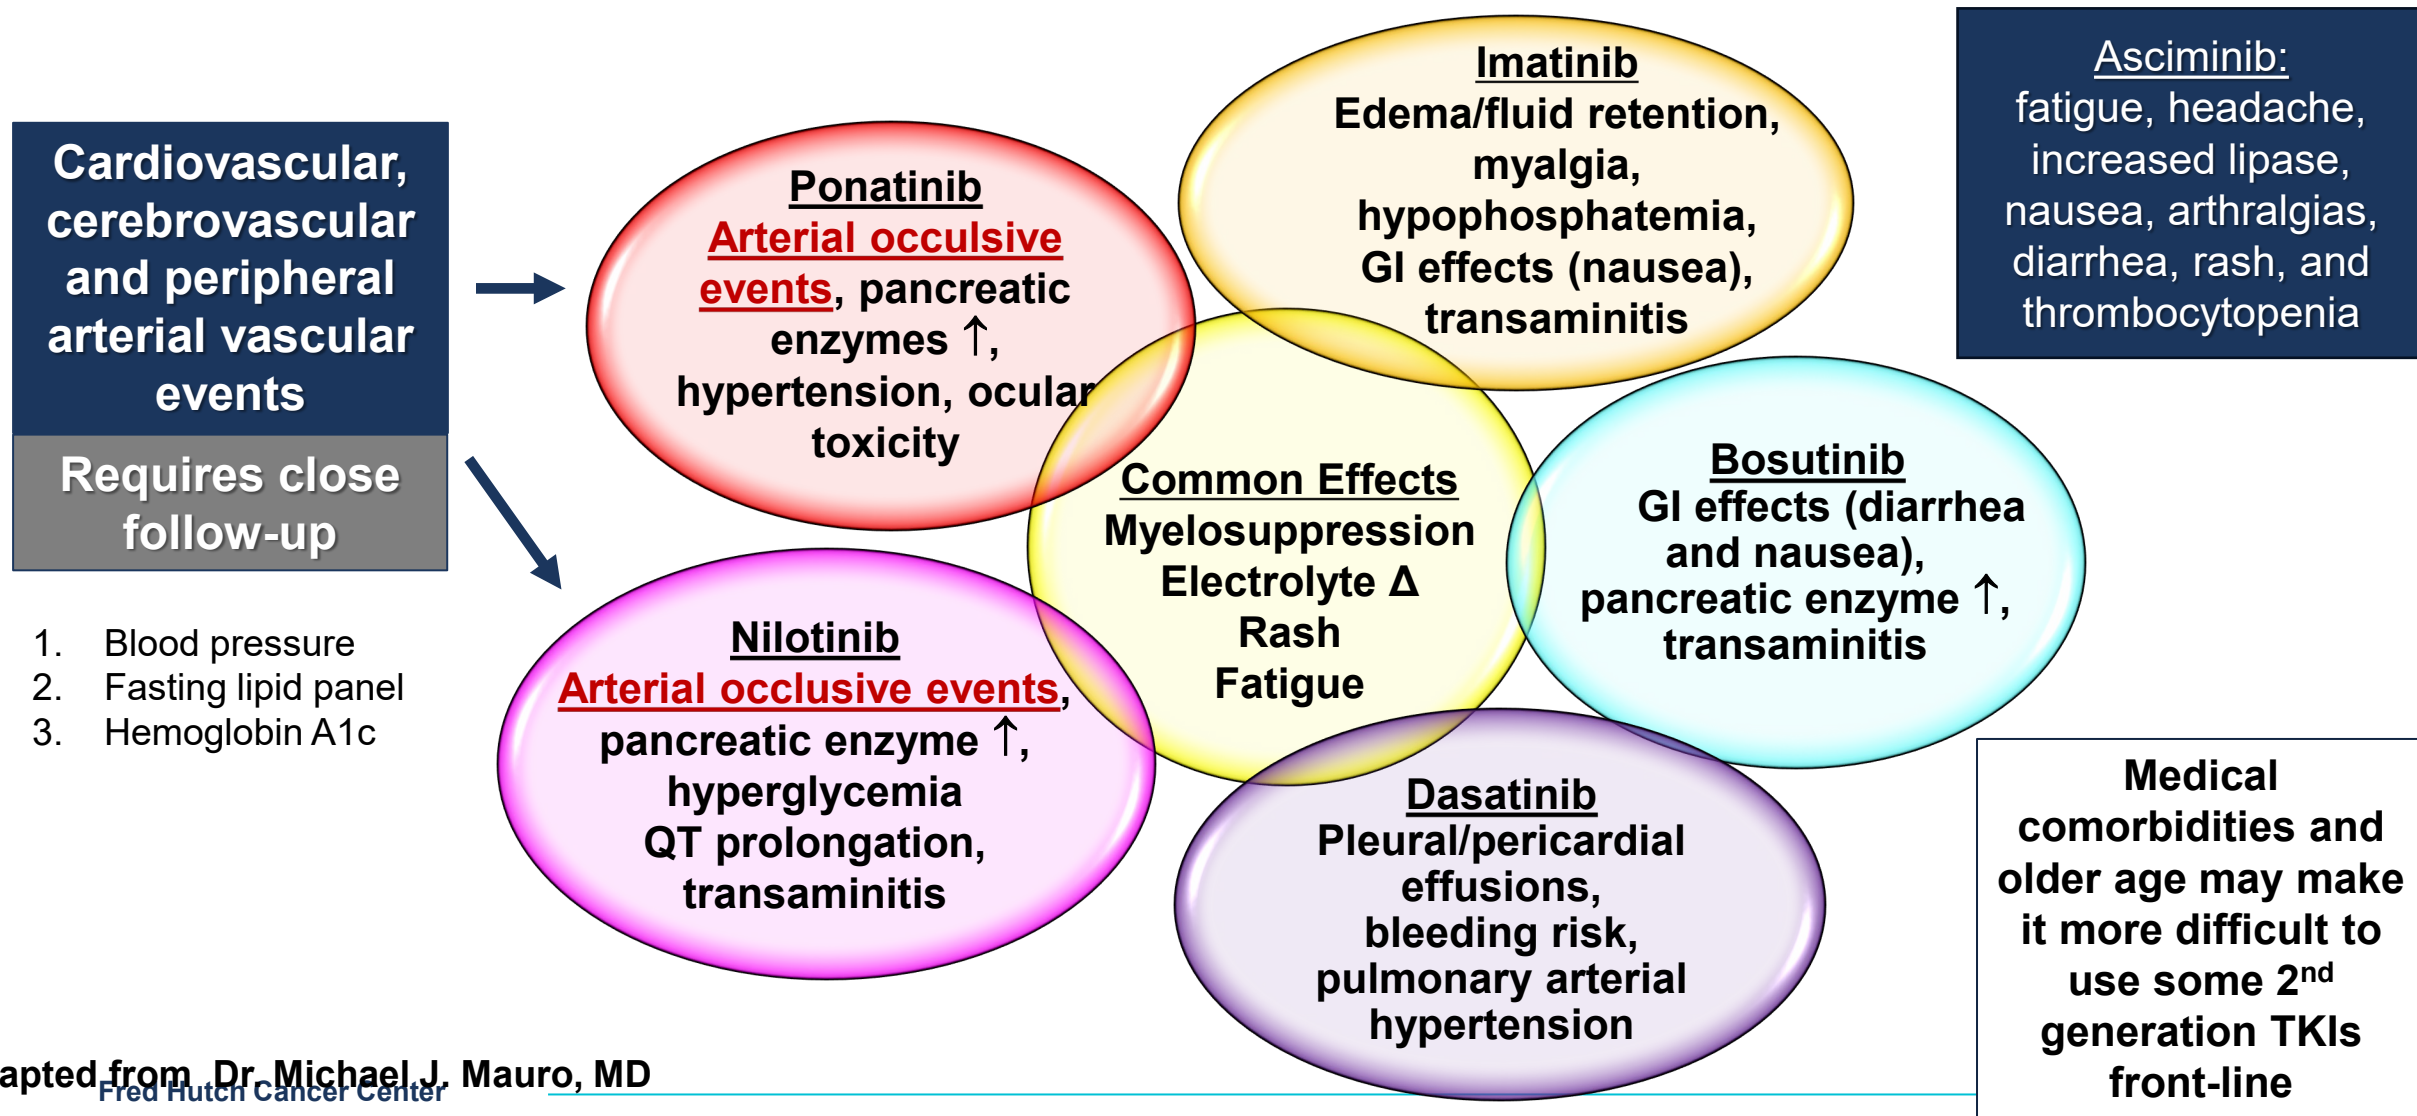 Cardiovascular,
cerebrovascular
and peripheral
arterial vascular
events
Requires close
follow-up
1. Blood pressure
2. Fasting lipid panel
3. Hemoglobin A1c
Ponatinib
Arterial occulsive
events, pancreatic
enzymes ↑,
hypertension, ocular
toxicity
Imatinib
Edema/fluid retention,
myalgia,
hypophosphatemia,
GI effects (nausea),
transaminitis
Asciminib:
fatigue, headache,
increased lipase,
nausea, arthralgias,
diarrhea, rash, and
thrombocytopenia
Common Effects
Myelosuppression
Electrolyte Δ
Rash
Fatigue
Bosutinib
GI effects (diarrhea
and nausea),
pancreatic enzyme ↑,
transaminitis
Nilotinib
Arterial occlusive events,
pancreatic enzyme ↑,
hyperglycemia
QT prolongation,
transaminitis
Dasatinib
Pleural/pericardial
effusions,
bleeding risk,
pulmonary arterial
hypertension
Medical
comorbidities and
older age may make
it more difficult to
use some 2nd
generation TKIs
front-line
apted from Dr. Michael J. Mauro, MD
Fred Hutch Cancer Center